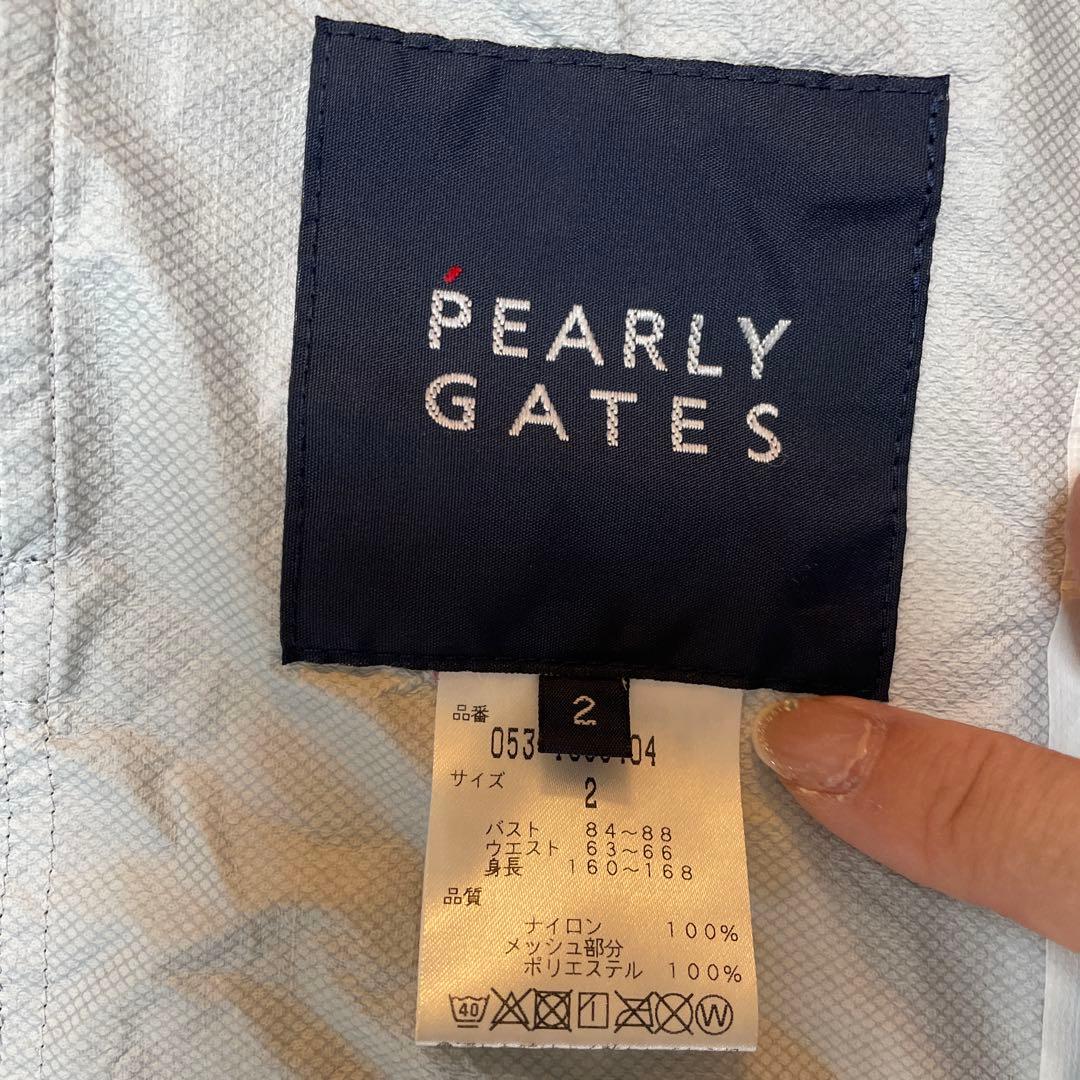 PEARLY
GATES
2
品番
サイズ
2
バスト 84～88
ウエスト 63～66
身長 160～168
品質
ナイロン 100%
メッシュ部分
ポリエステル 100%
40
W